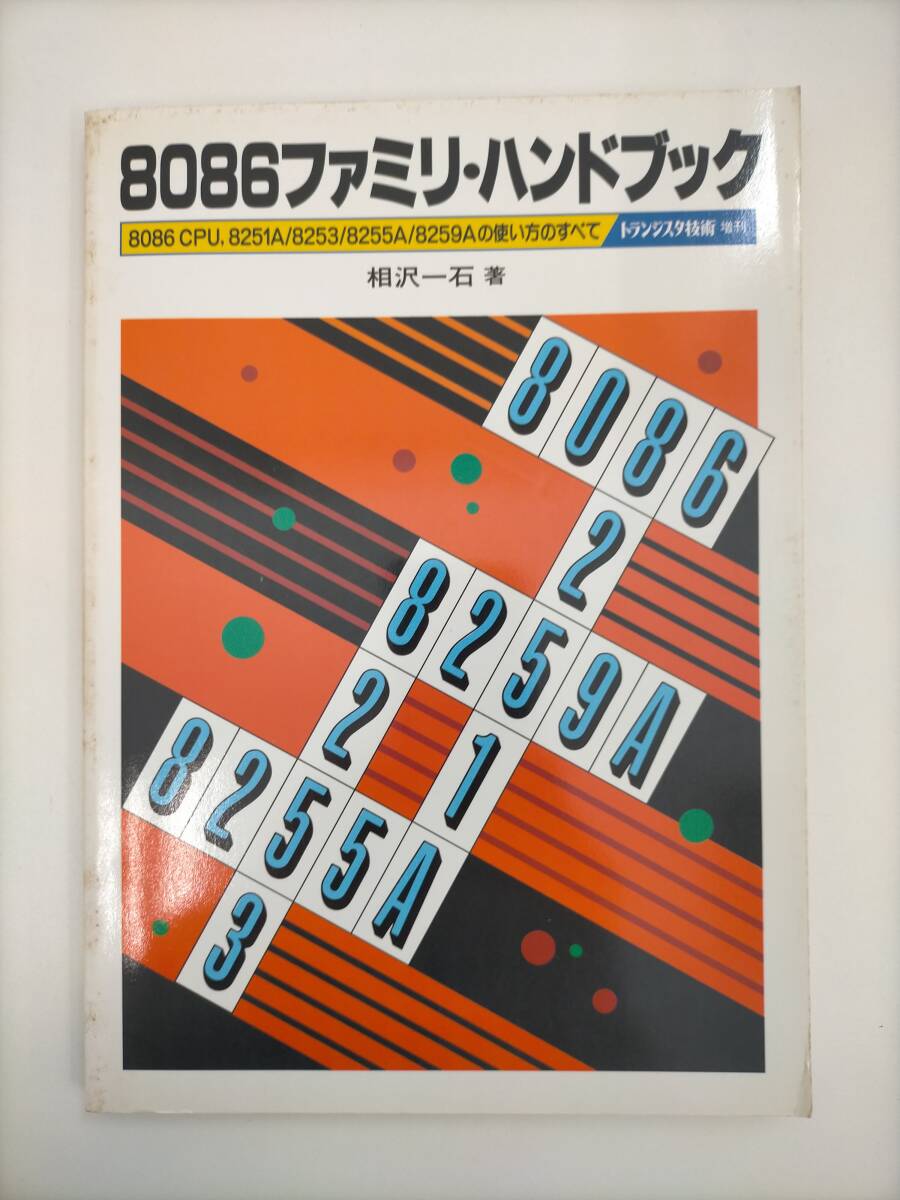 8086ファミリ・ハンドブック
8086 CPU, 8251A/8253/8255A/8259Aの使い方のすべて トランジスタ技術 増刊
相沢一石 著
8086
2
8259A
2 1
8255A
3